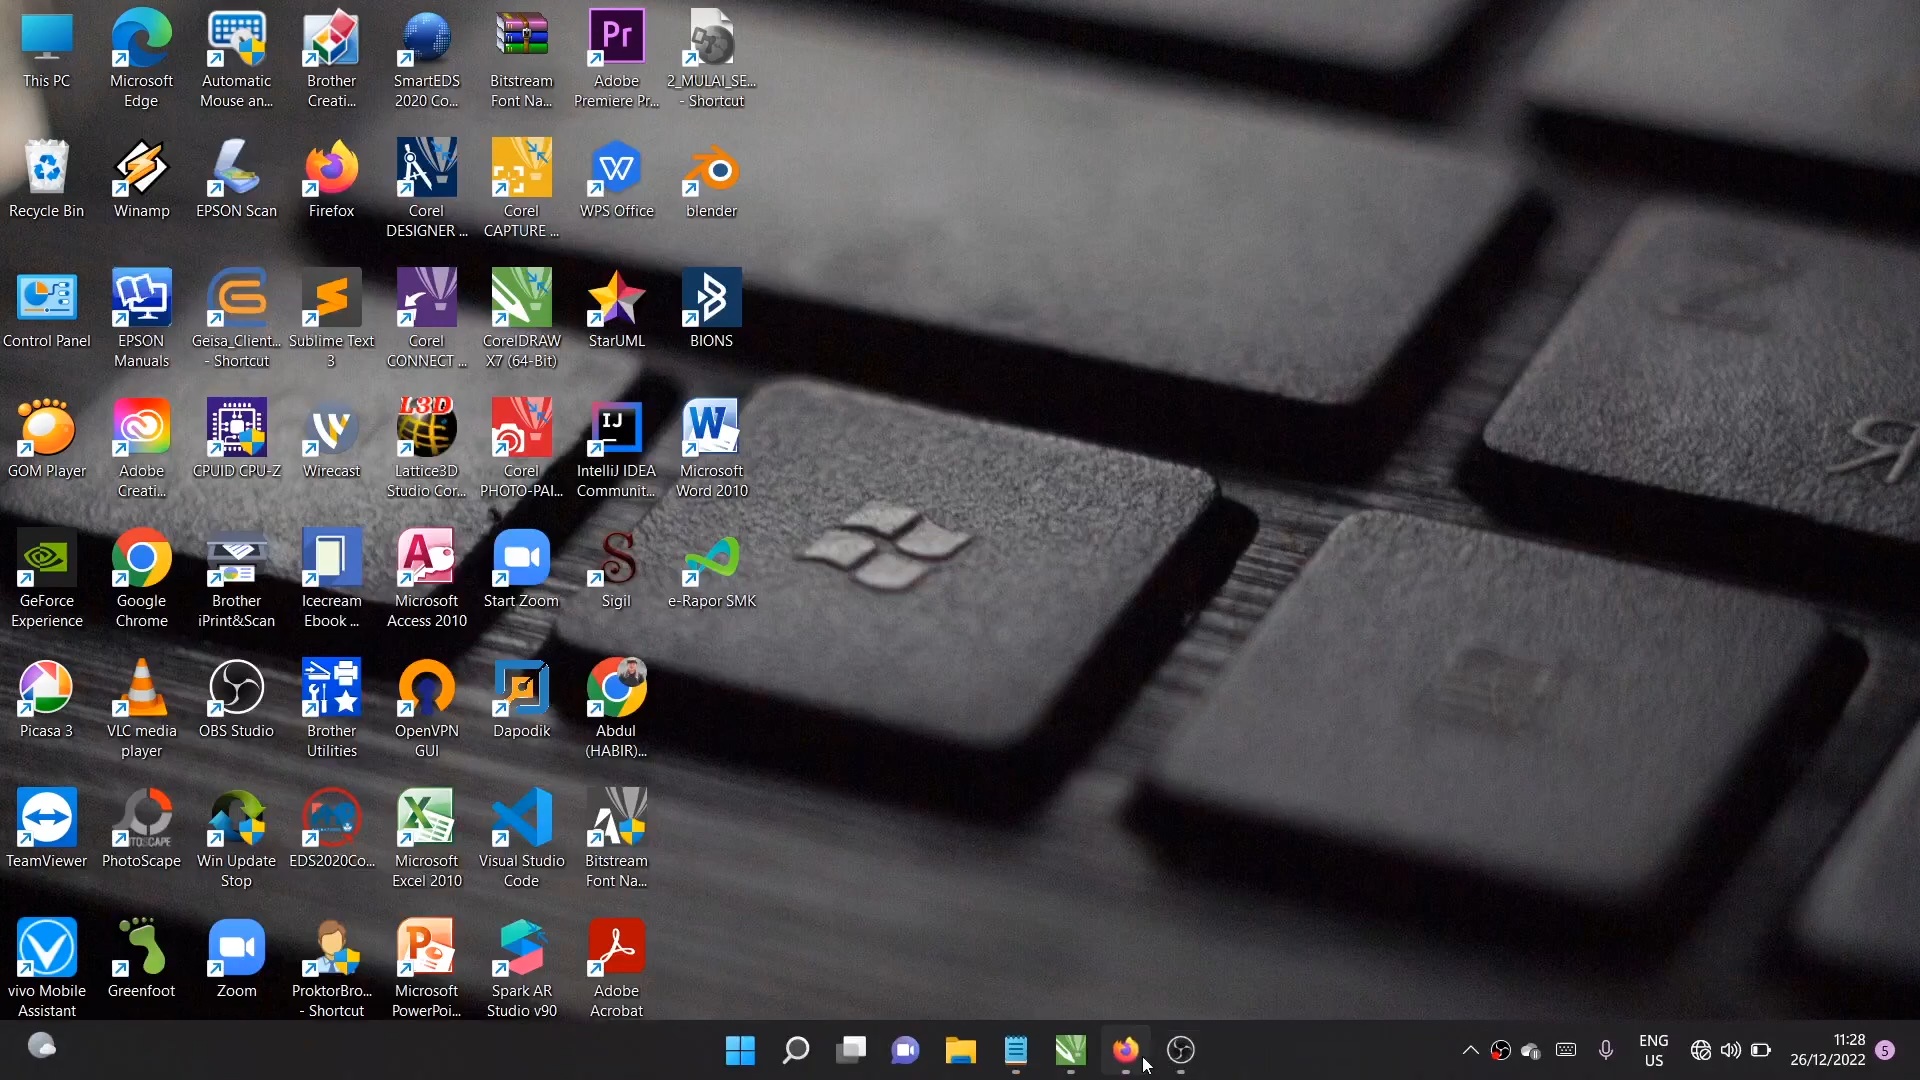 This PC
Microsoft
Edge
Automatic
Mouse an...
Brother
Creati...
SmartEDS
2020 Co...
Bitstream
Font Na...
Pr
Adobe
Premiere Pr...
2_MULAI_SE...
- Shortcut
Recycle Bin
Winamp
EPSON Scan
Firefox
Corel
DESIGNER ...
Corel
CAPTURE ...
W
WPS Office
blender
Control Panel
EPSON
Manuals
Geisa_Client...
- Shortcut
Sublime Text
3
Corel
CONNECT ...
CorelDRAW
X7 (64-Bit)
StarUML
BIONS
GOM Player
Adobe
Creati...
CPUID CPU-Z
Wirecast
L3D
Lattice3D
Studio Cor...
Corel
PHOTO-PAI...
IJ
IntelliJ IDEA
Communit...
W
Microsoft
Word 2010
GeForce
Experience
Google
Chrome
Brother
iPrint&Scan
Icecream
Ebook ...
A
Microsoft
Access 2010
Start Zoom
S
Sigil
e-Rapor SMK
Picasa 3
VLC media
player
OBS Studio
Brother
Utilities
OpenVPN
GUI
Dapodik
Abdul
(HABIR)...
TeamViewer
PhotoScape
Win Update
Stop
EDS2020Co...
X
Microsoft
Excel 2010
Visual Studio
Code
A
Bitstream
Font Na...
vivo Mobile
Assistant
Greenfoot
Zoom
ProktorBro...
- Shortcut
P
Microsoft
PowerPoi...
Spark AR
Studio v90
Adobe
Acrobat
ENG
US
11:28
26/12/2022
5